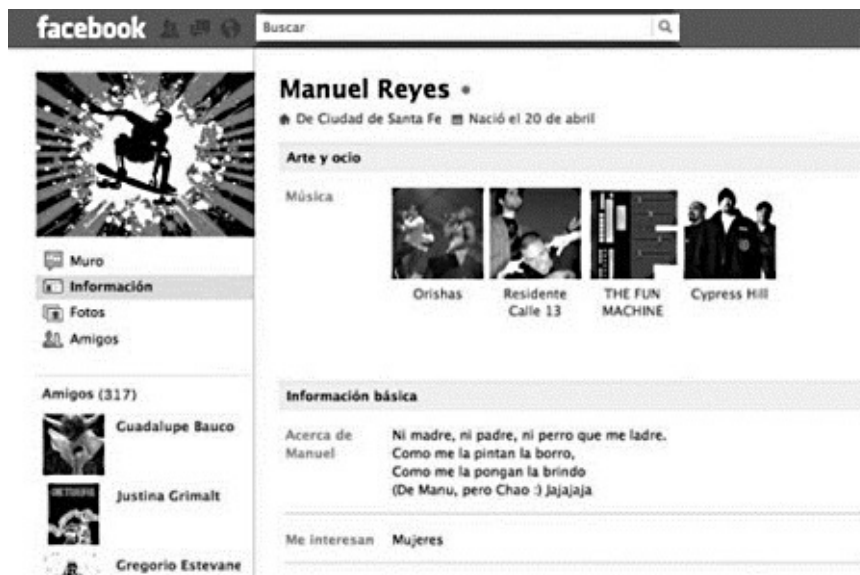 facebook
Buscar
Manuel Reyes
De Ciudad de Santa Fe Nació el 20 de abril
Arte y ocio
Música
Orishas
Residente
Calle 13
THE FUN
MACHINE
Cypress Hill
Muro
Información
Fotos
Amigos
Amigos (317)
Guadalupe Bauco
Justina Grimalt
Gregorio Estevane
Información básica
Acerca de
Manuel
Ni madre, ni padre, ni perro que me ladre.
Como me la pintan la borro,
Como me la pongan la brindo
(De Manu, pero Chao :) Jajajaja
Me interesan Mujeres